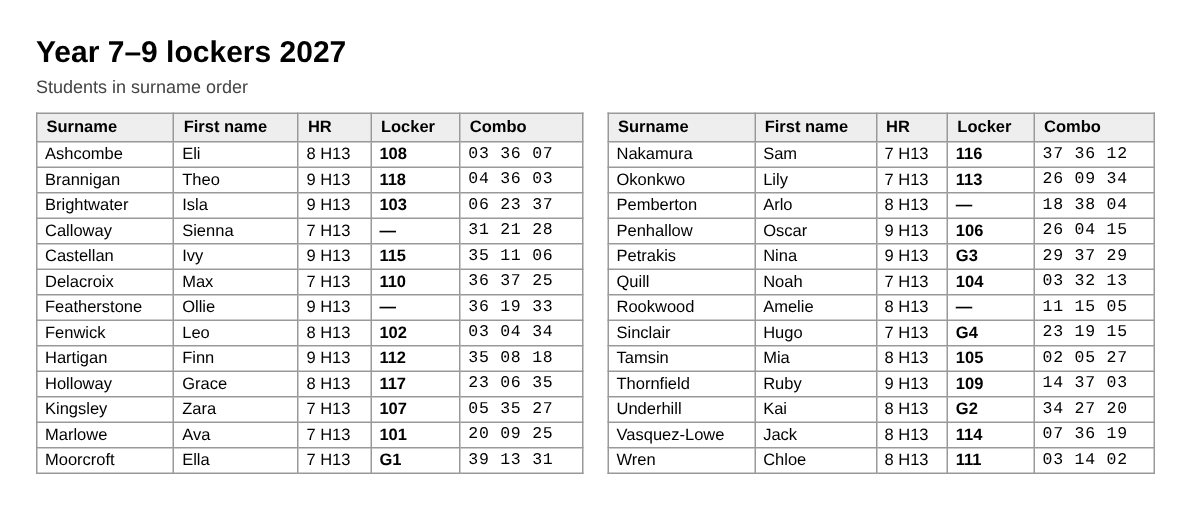 Year 7–9 lockers 2027
Students in surname order
Surname First name HR Locker Combo
Ashcombe Eli 8 H13 108 03 36 07
Brannigan Theo 9 H13 118 04 36 03
Brightwater Isla 9 H13 103 06 23 37
Calloway Sienna 7 H13 — 31 21 28
Castellan Ivy 9 H13 115 35 11 06
Delacroix Max 7 H13 110 36 37 25
Featherstone Ollie 9 H13 — 36 19 33
Fenwick Leo 8 H13 102 03 04 34
Hartigan Finn 9 H13 112 35 08 18
Holloway Grace 8 H13 117 23 06 35
Kingsley Zara 7 H13 107 05 35 27
Marlowe Ava 7 H13 101 20 09 25
Moorcroft Ella 7 H13 G1 39 13 31
Surname First name HR Locker Combo
Nakamura Sam 7 H13 116 37 36 12
Okonkwo Lily 7 H13 113 26 09 34
Pemberton Arlo 8 H13 — 18 38 04
Penhallow Oscar 9 H13 106 26 04 15
Petrakis Nina 9 H13 G3 29 37 29
Quill Noah 7 H13 104 03 32 13
Rookwood Amelie 8 H13 — 11 15 05
Sinclair Hugo 7 H13 G4 23 19 15
Tamsin Mia 8 H13 105 02 05 27
Thornfield Ruby 9 H13 109 14 37 03
Underhill Kai 8 H13 G2 34 27 20
Vasquez-Lowe Jack 8 H13 114 07 36 19
Wren Chloe 8 H13 111 03 14 02